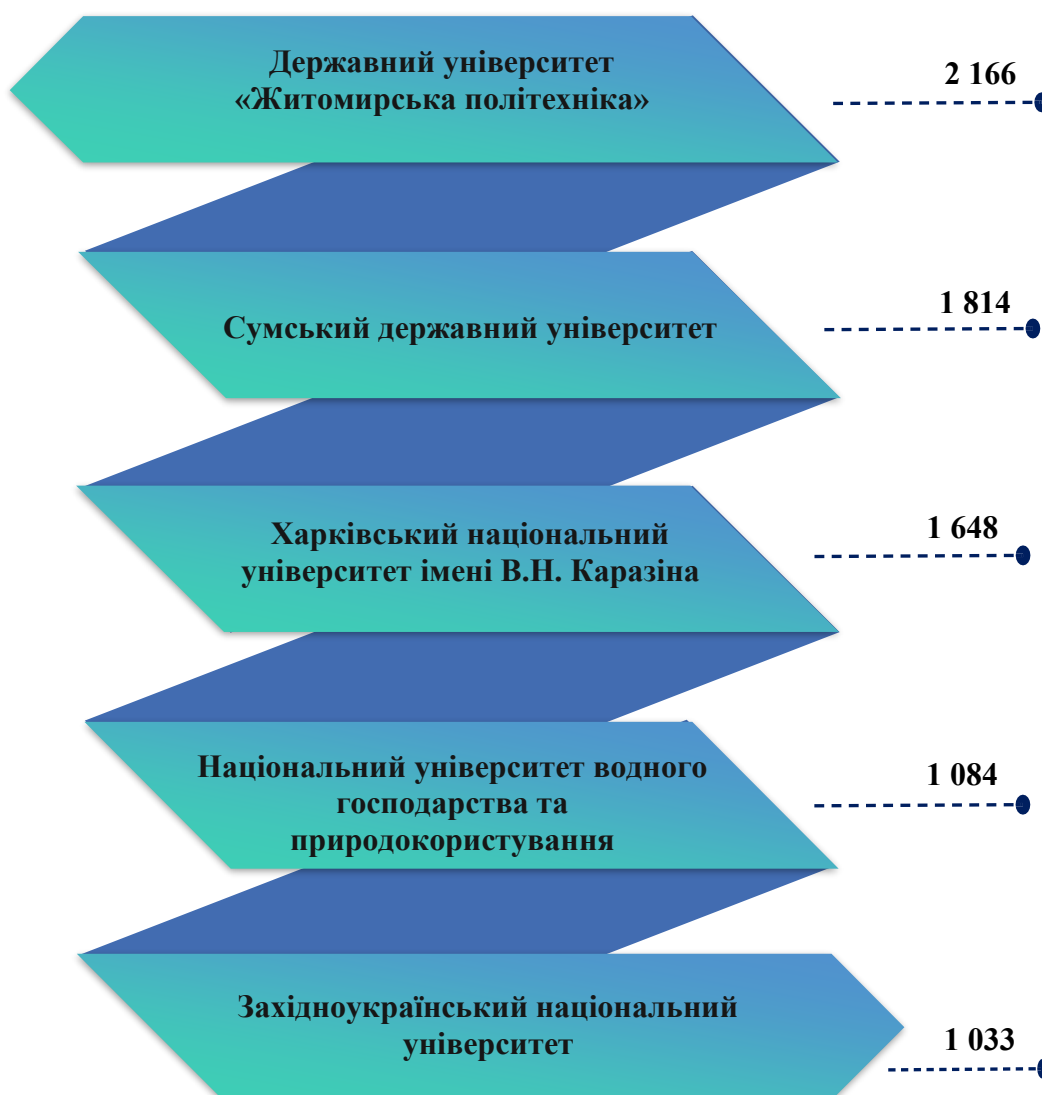 Державний університет
«Житомирська політехніка»
2 166
Сумський державний університет
1 814
Харківський національний
університет імені В.Н. Каразіна
1 648
Національний університет водного
господарства та
природокористування
1 084
Західноукраїнський національний
університет
1 033